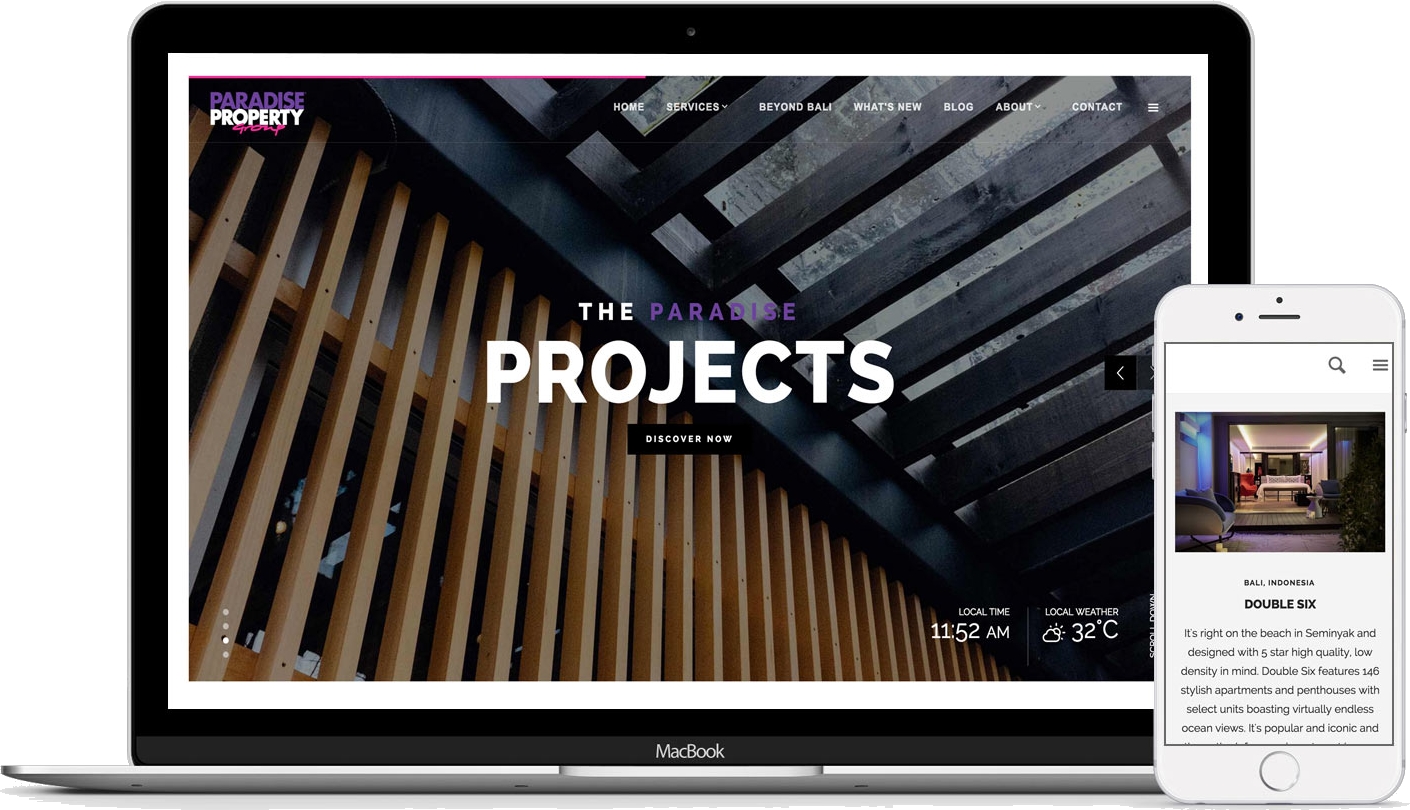 PARADISE
PROPERTY
Group
HOME SERVICES BEYOND BALI WHAT'S NEW BLOG ABOUT CONTACT
THE PARADISE
PROJECTS
DISCOVER NOW
LOCAL TIME
11:52 AM
LOCAL WEATHER
32°C
SCROLL DOWN
MacBook
BALI, INDONESIA
DOUBLE SIX
It's right on the beach in Seminyak and
designed with 5 star high quality, low
density in mind. Double Six features 146
stylish apartments and penthouses with
select units boasting virtually endless
ocean views. It's popular and iconic and